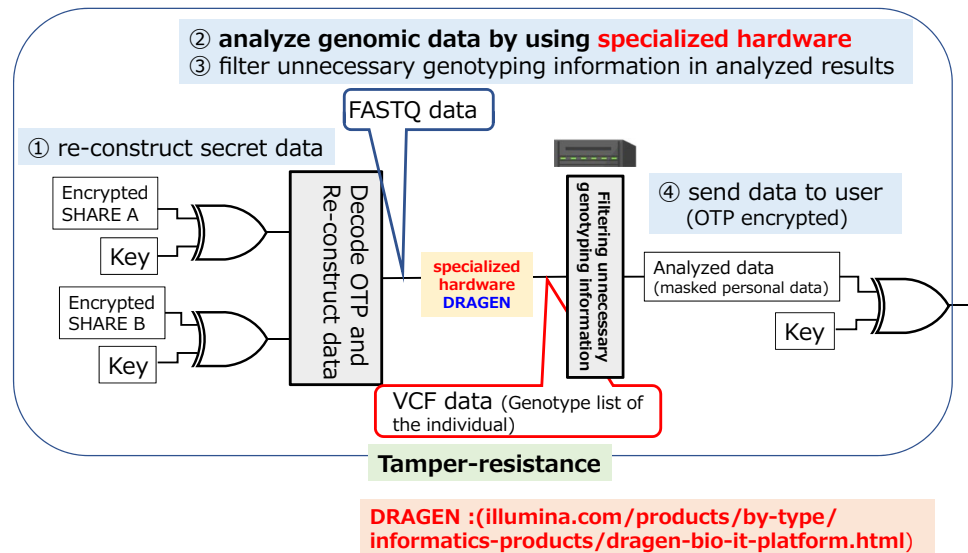 ② analyze genomic data by using specialized hardware
③ filter unnecessary genotyping information in analyzed results
FASTQ data
① re-construct secret data
Encrypted
SHARE A
Key
Encrypted
SHARE B
Key
Decode OTP and
Re-construct data
specialized
hardware
DRAGEN
Filtering unnecessary
genotyping information
④ send data to user
(OTP encrypted)
Analyzed data
(masked personal data)
Key
VCF data (Genotype list of
the individual)
Tamper-resistance
DRAGEN :(illumina.com/products/by-type/
informatics-products/dragen-bio-it-platform.html)